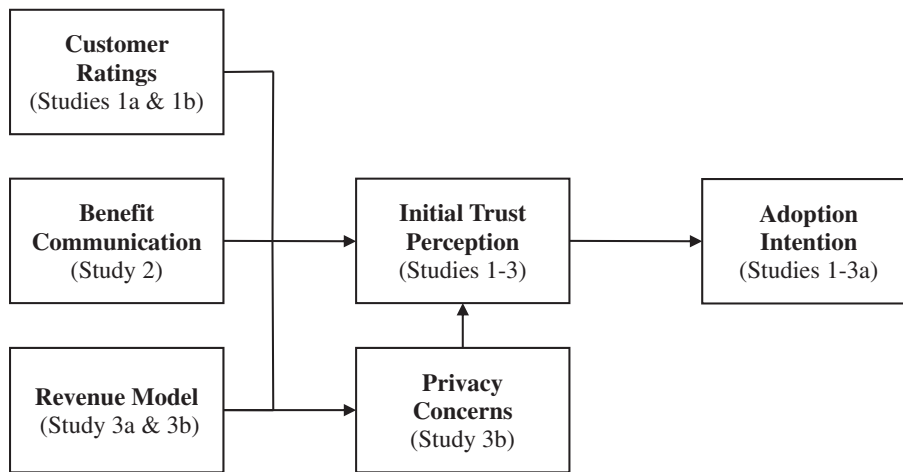 Customer
Ratings
(Studies 1a & 1b)
Benefit
Communication
(Study 2)
Initial Trust
Perception
(Studies 1-3)
Adoption
Intention
(Studies 1-3a)
Revenue Model
(Study 3a & 3b)
Privacy
Concerns
(Study 3b)